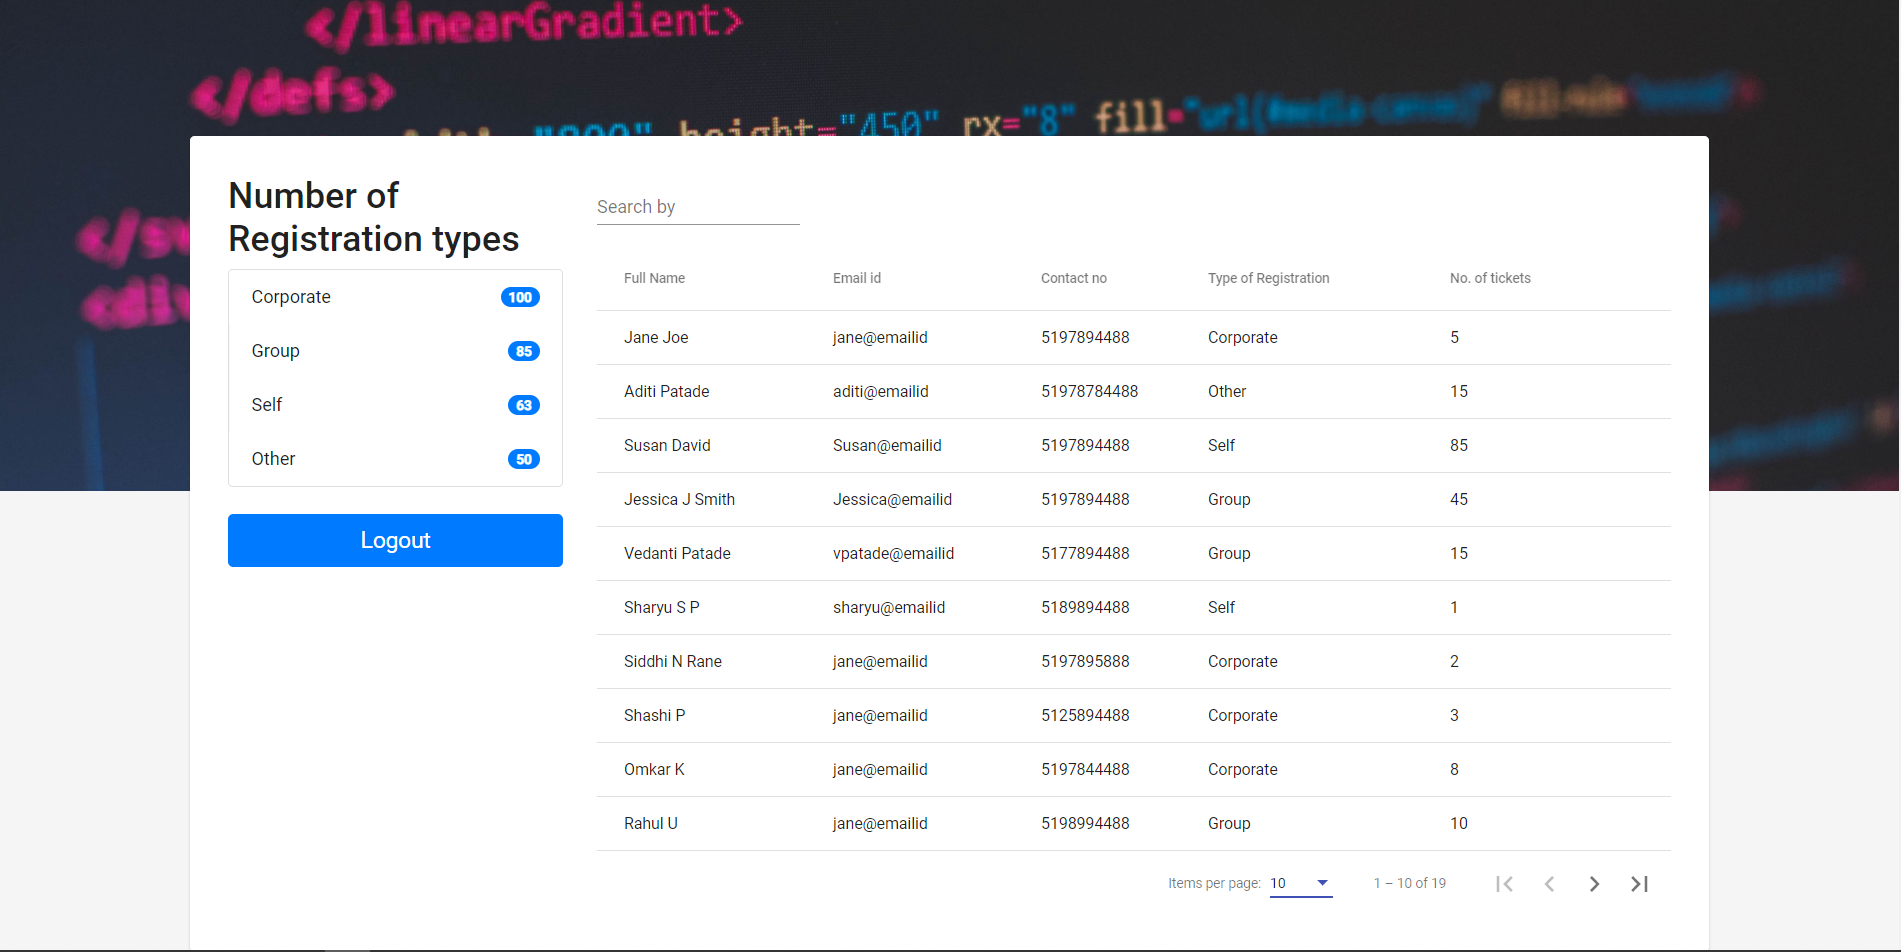 </linearGradient>
</defs>
height="450" rx="8" fill="url(#media-canvas)"
Number of
Registration types
Corporate 100
Group 85
Self 63
Other 50
Logout
Search by
Full Name Email id Contact no Type of Registration No. of tickets
Jane Joe jane@emailid 5197894488 Corporate 5
Aditi Patade aditi@emailid 51978784488 Other 15
Susan David Susan@emailid 5197894488 Self 85
Jessica J Smith Jessica@emailid 5197894488 Group 45
Vedanti Patade vpatade@emailid 5177894488 Group 15
Sharyu S P sharyu@emailid 5189894488 Self 1
Siddhi N Rane jane@emailid 5197895888 Corporate 2
Shashi P jane@emailid 5125894488 Corporate 3
Omkar K jane@emailid 5197844488 Corporate 8
Rahul U jane@emailid 5198994488 Group 10
Items per page: 10 1 – 10 of 19